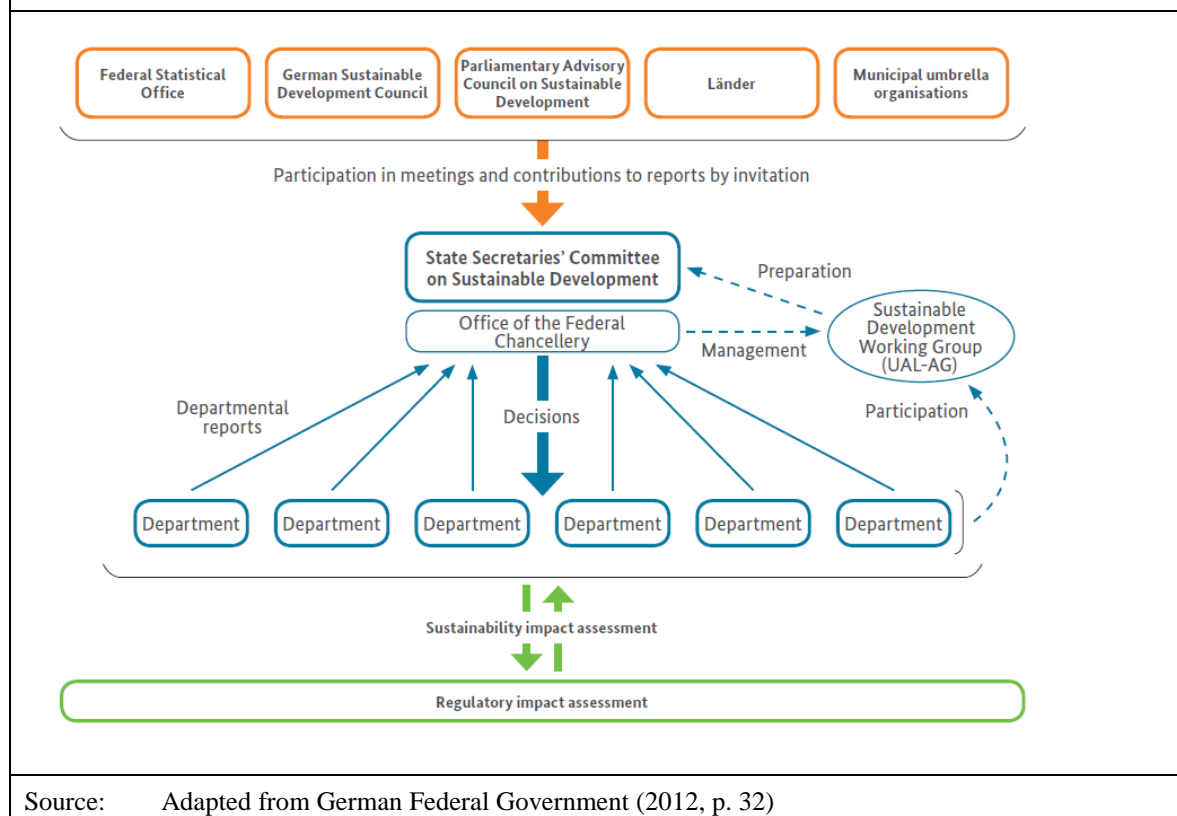 Federal Statistical
Office
German Sustainable
Development Council
Parliamentary Advisory
Council on Sustainable
Development
Länder
Municipal umbrella
organisations
Participation in meetings and contributions to reports by invitation
State Secretaries’ Committee
on Sustainable Development
Preparation
Office of the Federal
Chancellery
Management
Sustainable
Development
Working Group
(UAL-AG)
Departmental
reports
Decisions
Participation
Department
Department
Department
Department
Department
Department
Sustainability impact assessment
Regulatory impact assessment
Source: Adapted from German Federal Government (2012, p. 32)